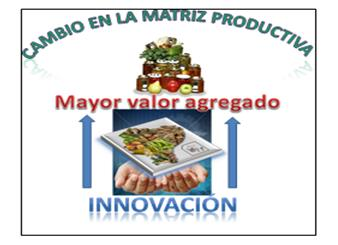 CAMBIO EN LA MATRIZ PRODUCTIVA
Mayor valor agregado
INNOVACIÓN